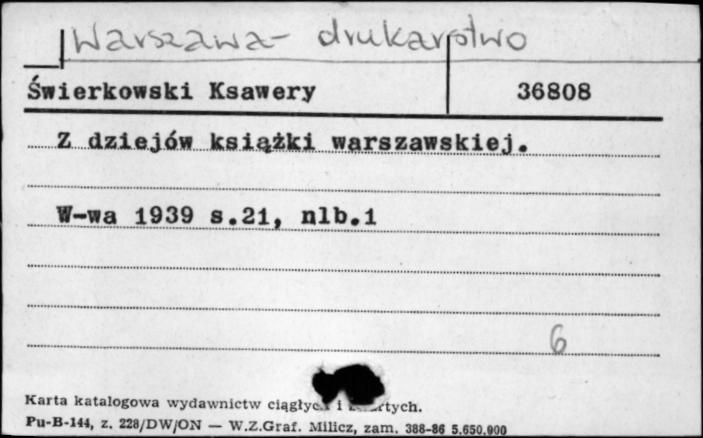 Warszawa - drukarstwo
Świerkowski Ksawery 36808
Z dziejów książki warszawskiej.
W-wa 1939 s.21, nlb.1
6
Karta katalogowa wydawnictw ciągłych i
Pu-B-144, z. 228/DW/ON — W.Z.Graf. Milicz, zam. 388-86 5.650.000